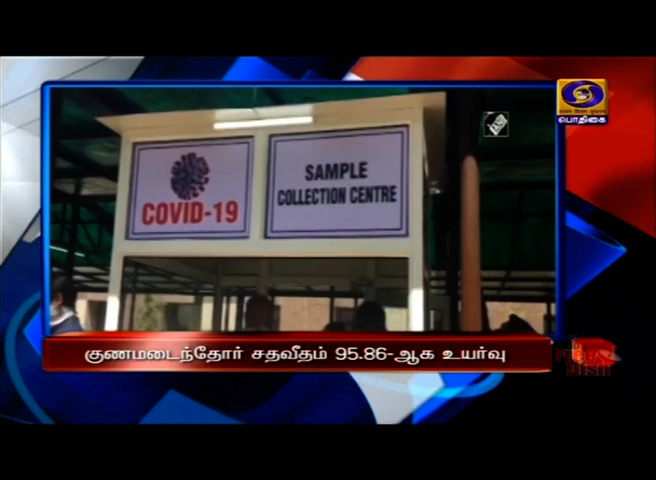 பொதிகை
COVID-19
SAMPLE
COLLECTION CENTRE
குணமடைந்தோர் சதவீதம் 95.86-ஆக உயர்வு